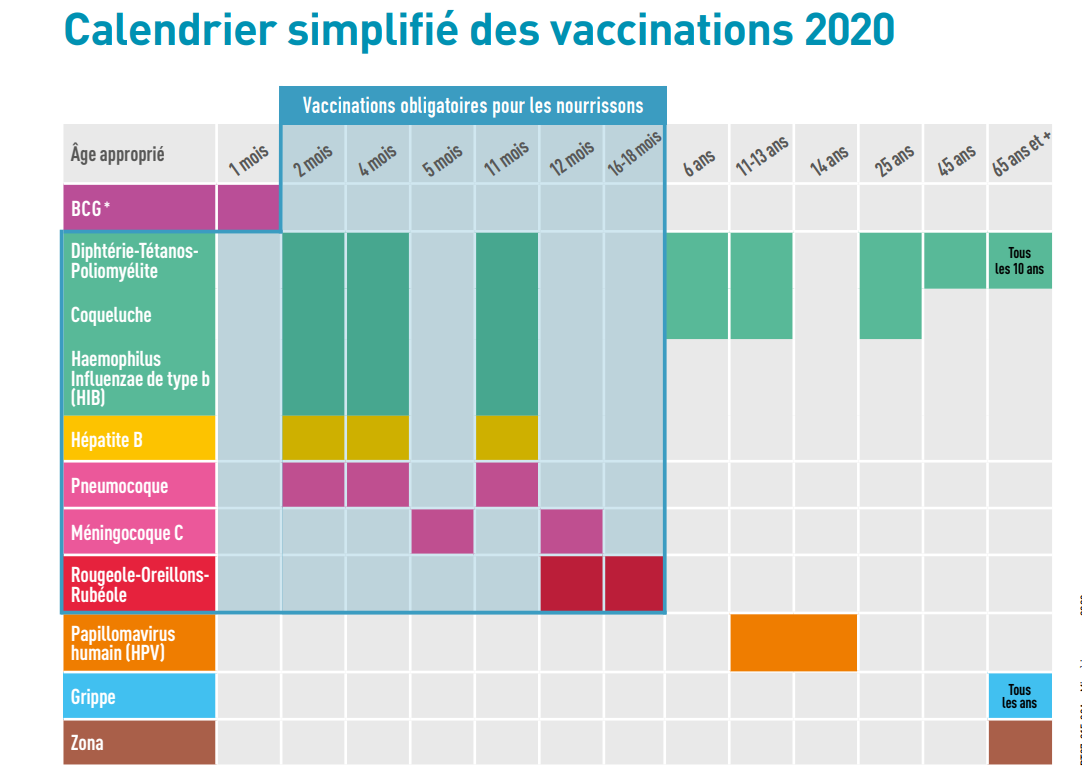 Calendrier simplifié des vaccinations 2020
Vaccinations obligatoires pour les nourrissons
Âge approprié
1 mois
2 mois
4 mois
5 mois
11 mois
12 mois
16-18 mois
6 ans
11-13 ans
14 ans
25 ans
45 ans
65 ans et +
BCG *
Diphtérie-Tétanos-
Poliomyélite
Tous
les 10 ans
Coqueluche
Haemophilus
Influenzae de type b
(HIB)
Hépatite B
Pneumocoque
Méningocoque C
Rougeole-Oreillons-
Rubéole
Papillomavirus
humain (HPV)
Grippe
Tous
les ans
Zona